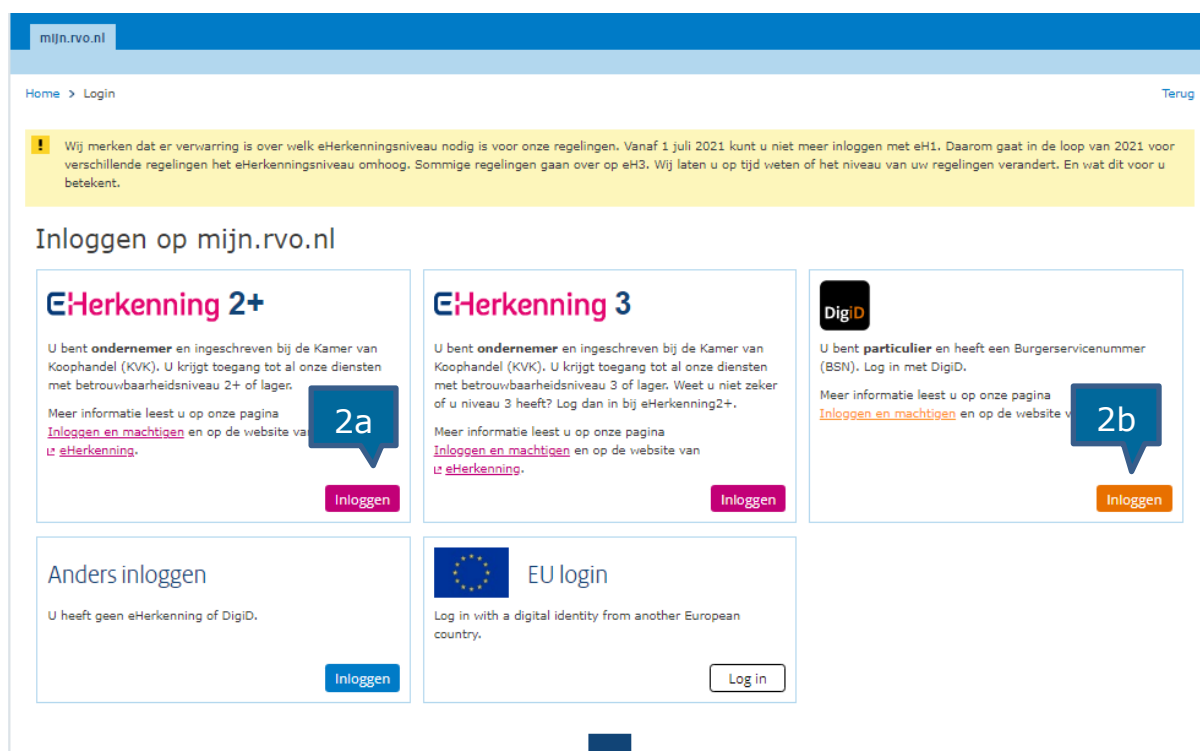 mijn.rvo.nl
Home > Login
Terug
! Wij merken dat er verwarring is over welk eHerkenningsniveau nodig is voor onze regelingen. Vanaf 1 juli 2021 kunt u niet meer inloggen met eH1. Daarom gaat in de loop van 2021 voor
verschillende regelingen het eHerkenningsniveau omhoog. Sommige regelingen gaan over op eH3. Wij laten u op tijd weten of het niveau van uw regelingen verandert. En wat dit voor u
betekent.
Inloggen op mijn.rvo.nl
eHerkenning 2+
U bent ondernemer en ingeschreven bij de Kamer van
Koophandel (KVK). U krijgt toegang tot al onze diensten
met betrouwbaarheidsniveau 2+ of lager.
Meer informatie leest u op onze pagina
Inloggen en machtigen en op de website
eHerkenning.
2a
Inloggen
eHerkenning 3
U bent ondernemer en ingeschreven bij de Kamer van
Koophandel (KVK). U krijgt toegang tot al onze diensten
met betrouwbaarheidsniveau 3 of lager. Weet u niet zeker
of u niveau 3 heeft? Log dan in bij eHerkenning2+.
Meer informatie leest u op onze pagina
Inloggen en machtigen en op de website van
eHerkenning.
Inloggen
DigiD
U bent particulier en heeft een Burgerservicenummer
(BSN). Log in met DigiD.
Meer informatie leest u op onze pagina
Inloggen en machtigen en op de website
2b
Inloggen
Anders inloggen
U heeft geen eHerkenning of DigiD.
Inloggen
EU login
Log in with a digital identity from another European
country.
Log in